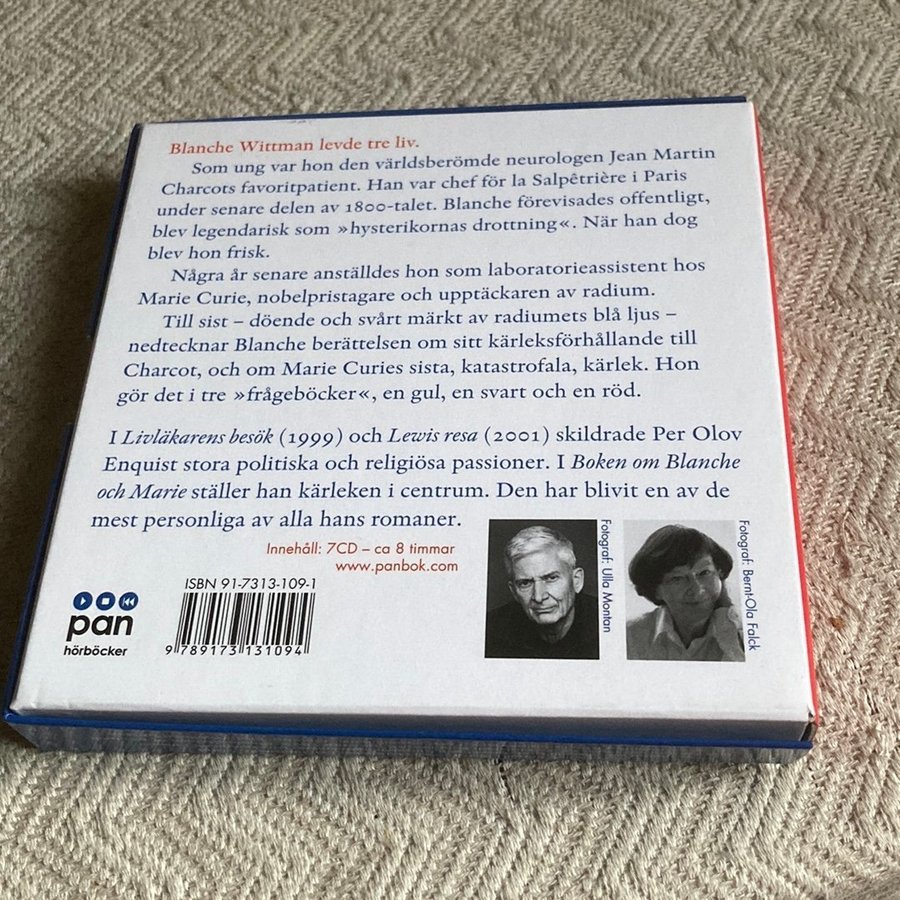 Blanche Wittman levde tre liv.
Som ung var hon den världsberömde neurologen Jean Martin
Charcots favoritpatient. Han var chef för la Salpêtrière i Paris
under senare delen av 1800-talet. Blanche förevisades offentligt,
blev legendarisk som »hysterikornas drottning«. När han dog
blev hon frisk.
Några år senare anställdes hon som laboratorieassistent hos
Marie Curie, nobelpristagare och upptäckaren av radium.
Till sist – döende och svårt märkt av radiumets blå ljus –
nedtecknar Blanche berättelsen om sitt kärleksförhållande till
Charcot, och om Marie Curies sista, katastrofala, kärlek. Hon
gör det i tre »frågeböcker«, en gul, en svart och en röd.
I Livläkarens besök (1999) och Lewis resa (2001) skildrade Per Olov
Enquist stora politiska och religiösa passioner. I Boken om Blanche
och Marie ställer han kärleken i centrum. Den har blivit en av de
mest personliga av alla hans romaner.
Innehåll: 7CD – ca 8 timmar
www.panbok.com
ISBN 91-7313-109-1
9 789173 131094
pan
hörböcker
Fotograf: Ulla Montan
Fotograf: Bernt-Ola Falck